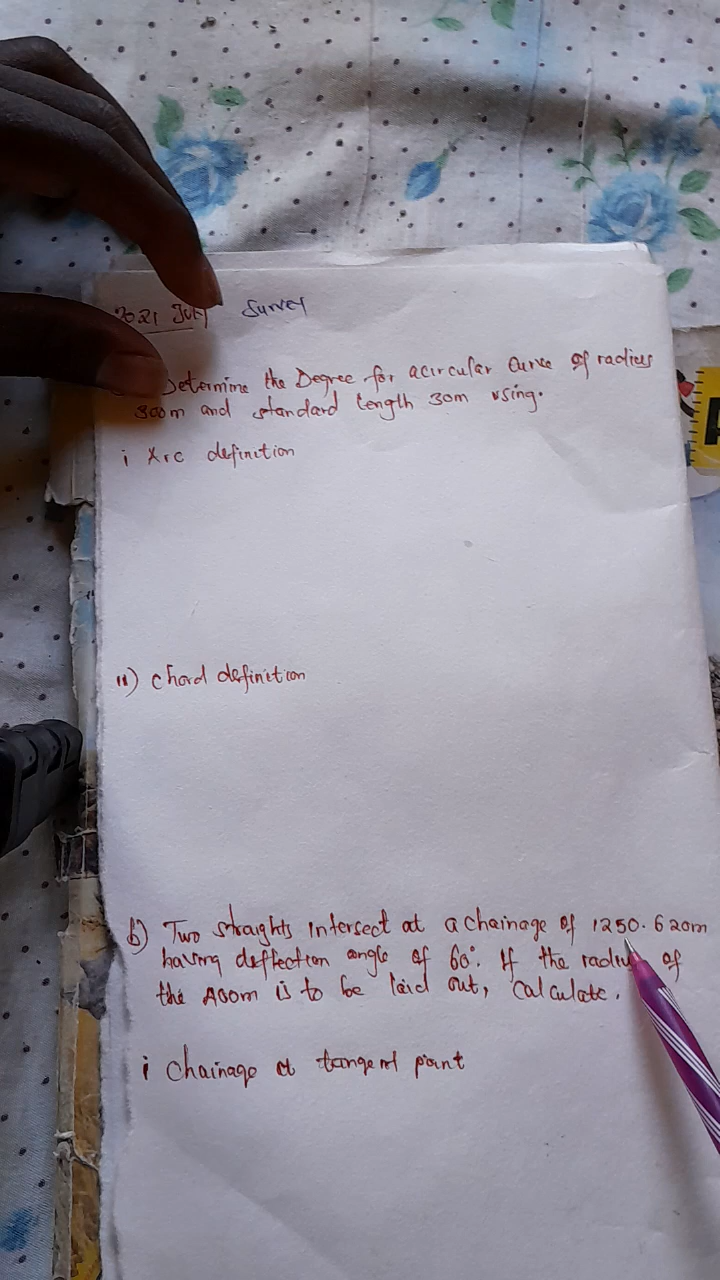 2021 July Survey
Determine the Degree for a circular Curve of radius
300m and standard length 30m using.
i Arc definition
ii) Chord definition
b) Two straights intersect at a chainage of 1250.620m
having deflection angle of 60°. If the radius of
the 400m is to be laid out, calculate.
i chainage at tangent point